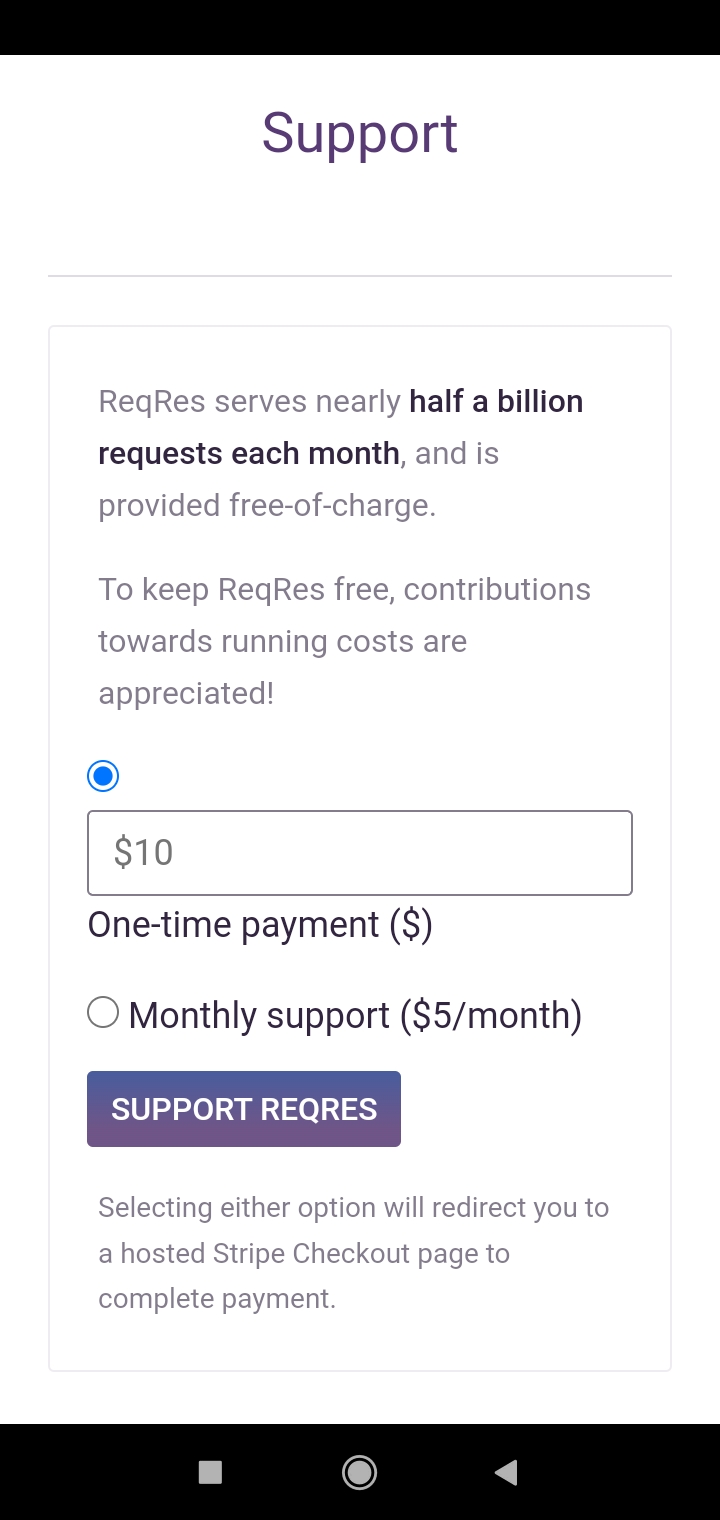 Support
ReqRes serves nearly half a billion
requests each month, and is
provided free-of-charge.
To keep ReqRes free, contributions
towards running costs are
appreciated!
$10
One-time payment ($)
Monthly support ($5/month)
SUPPORT REQRES
Selecting either option will redirect you to
a hosted Stripe Checkout page to
complete payment.